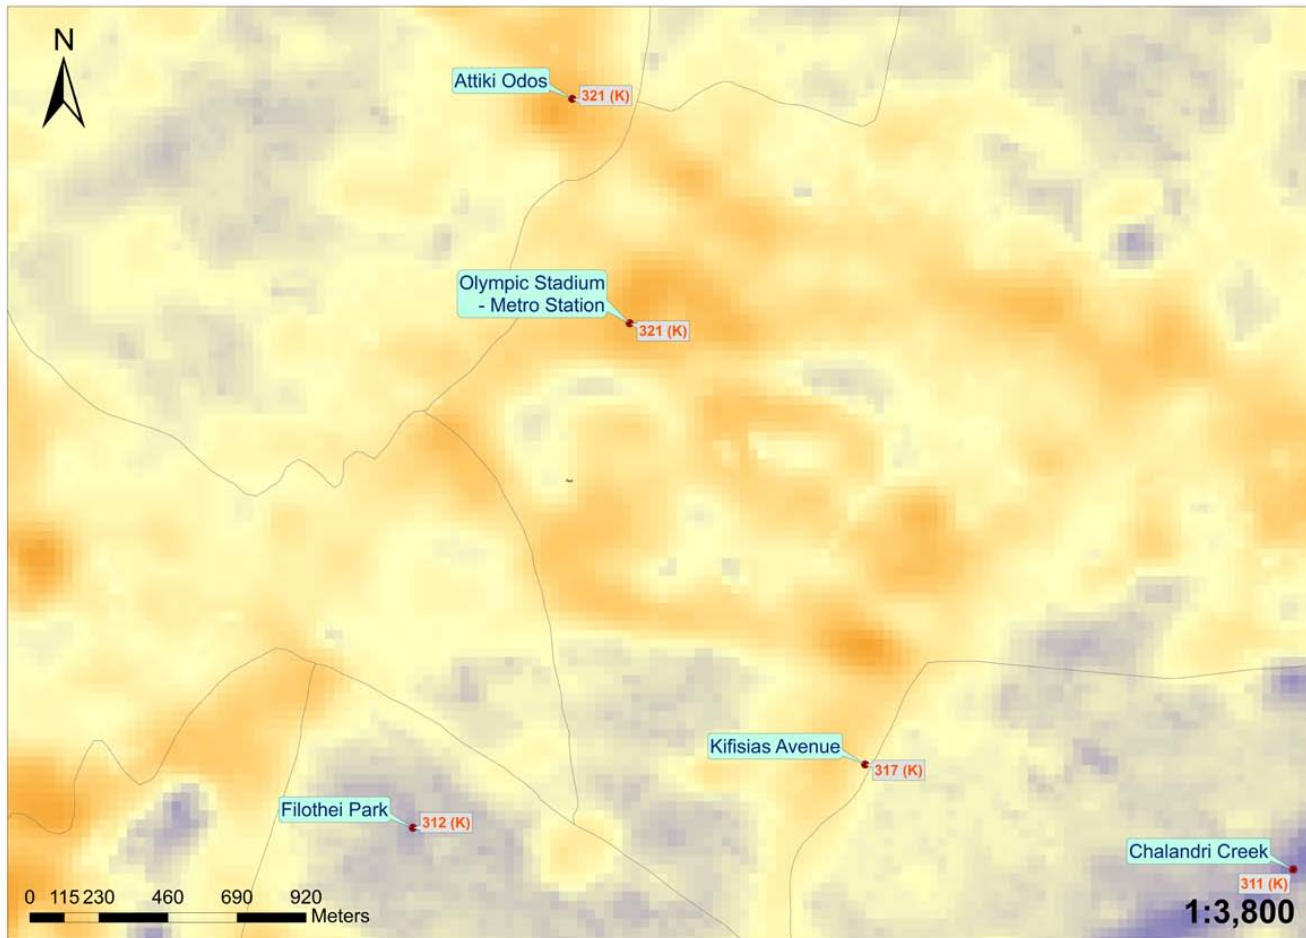 N
Attiki Odos
321 (K)
Olympic Stadium
- Metro Station
321 (K)
Kifisias Avenue
317 (K)
Filothei Park
312 (K)
Chalandri Creek
311 (K)
0 115 230 460 690 920
Meters
1:3,800